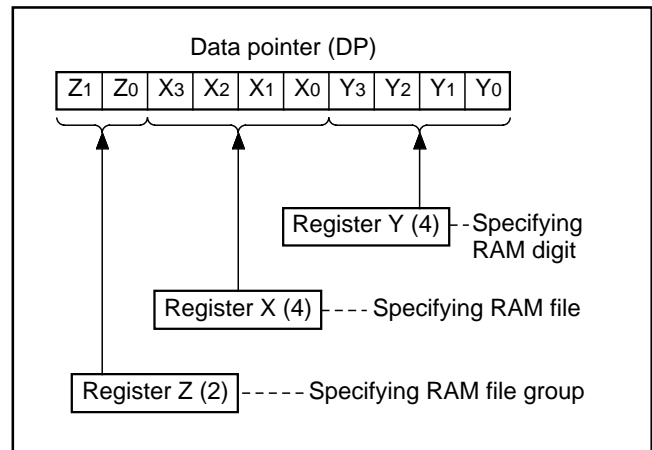 Data pointer (DP)
Z1 Z0 X3 X2 X1 X0 Y3 Y2 Y1 Y0
Register Y (4)
Specifying
RAM digit
Register X (4)
Specifying RAM file
Register Z (2)
Specifying RAM file group